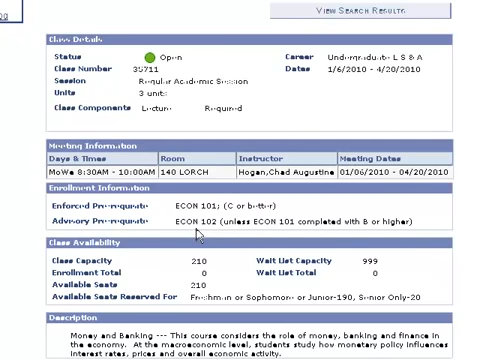 View Search Results
Class Details
Status Open Career Undergraduate L S & A
Class Number 35711 Dates 1/6/2010 - 4/20/2010
Session Regular Academic Session
Units 3 units
Class Components Lecture Required
Meeting Information
Days & Times Room Instructor Meeting Dates
MoWe 8:30AM - 10:00AM 140 LORCH Hogan,Chad Augustine 01/06/2010 - 04/20/2010
Enrollment Information
Enforced Prerequisite ECON 101; (C or better)
Advisory Prerequisite ECON 102 (unless ECON 101 completed with B or higher)
Class Availability
Class Capacity 210 Wait List Capacity 999
Enrollment Total 0 Wait List Total 0
Available Seats 210
Available Seats Reserved For Freshman or Sophomore or Junior-190, Senior Only-20
Description
Money and Banking --- This course considers the role of money, banking and finance in
the economy. At the macroeconomic level, students study how monetary policy influences
interest rates, prices and overall economic activity.